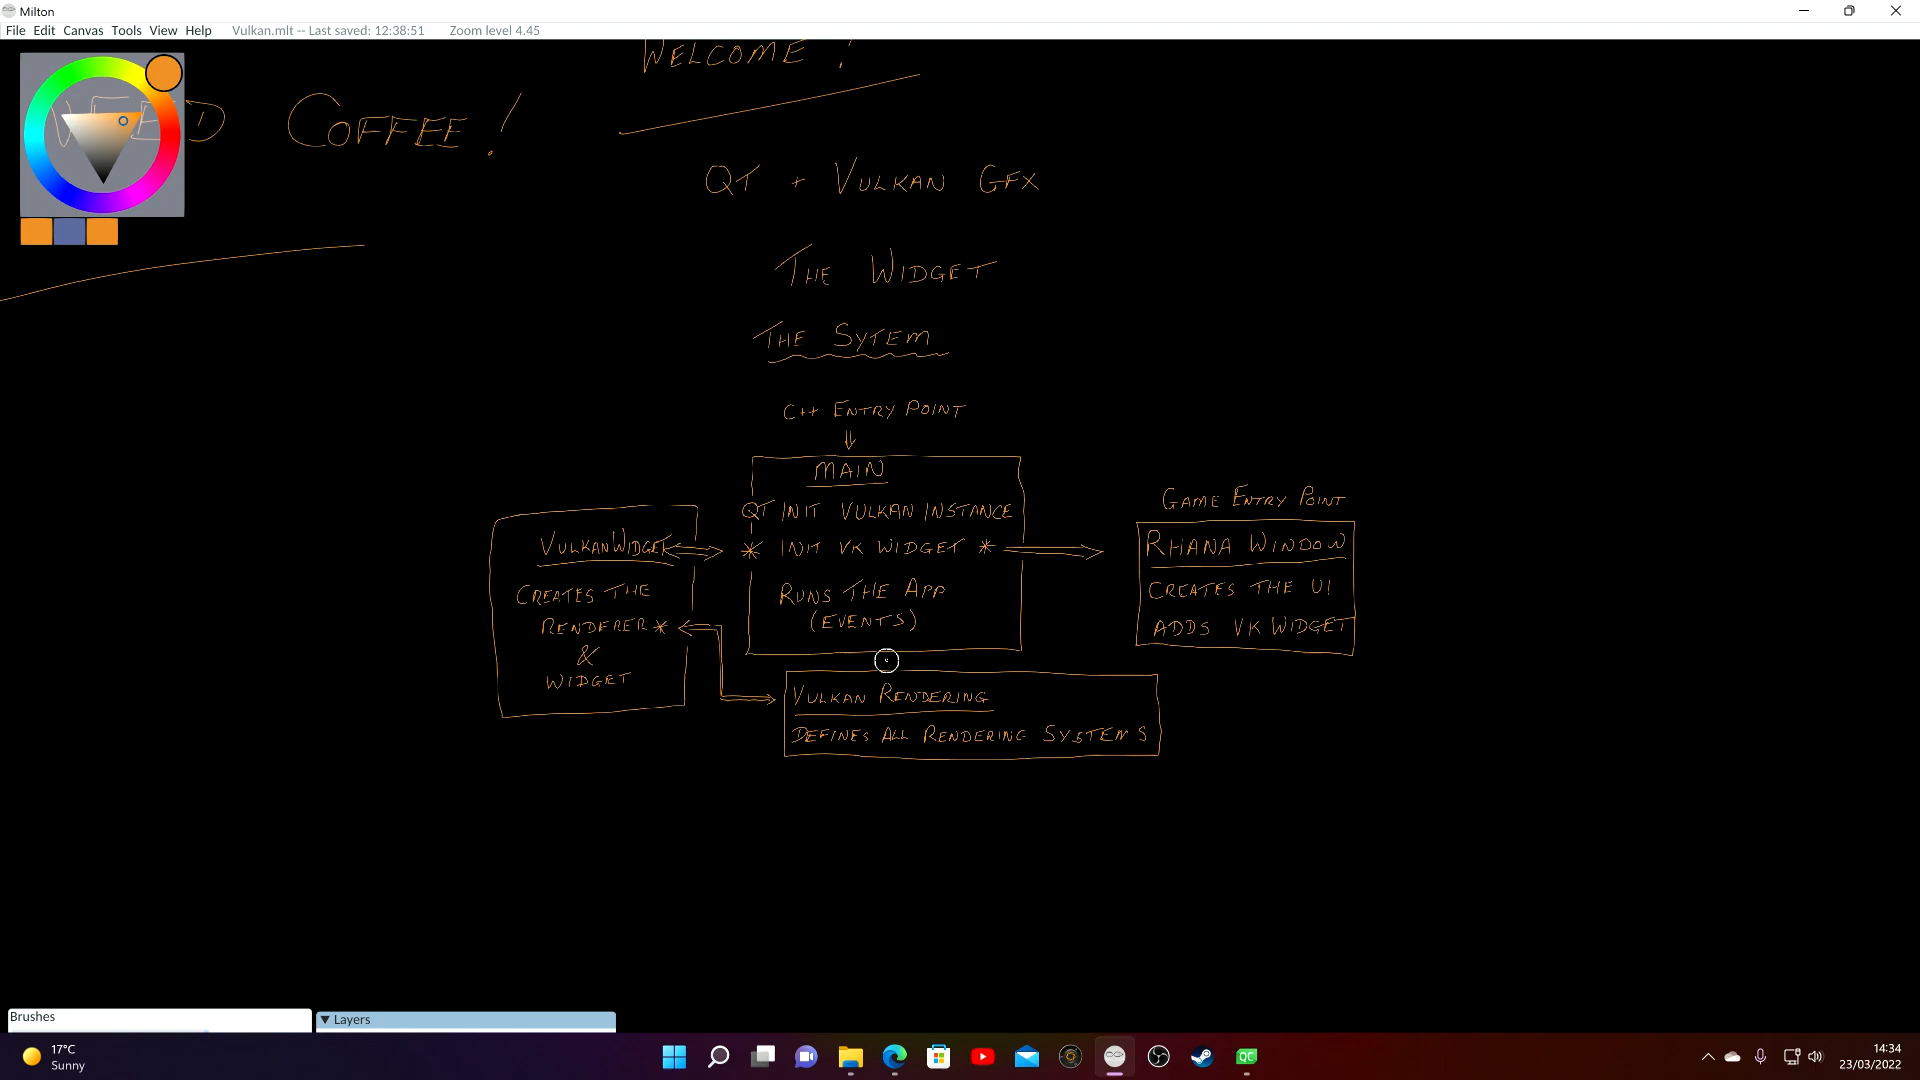 Milton
File Edit Canvas Tools View Help Vulkan.mlt -- Last saved: 12:38:51 Zoom level 4.45
WELCOME !
COFFEE!
QT + VULKAN GFX
THE WIDGET
THE SYTEM
C++ ENTRY POINT
MAIN
QT INIT VULKAN INSTANCE
* INIT VK WIDGET *
RUNS THE APP
(EVENTS)
VULKANWIDGET
CREATES THE
RENDERER *
&
WIDGET
GAME ENTRY POINT
RHANA WINDOW
CREATES THE UI
ADDS VK WIDGET
VULKAN RENDERING
DEFINES ALL RENDERING SYSTEMS
Brushes
Layers
17°C
Sunny
QC
14:34
23/03/2022